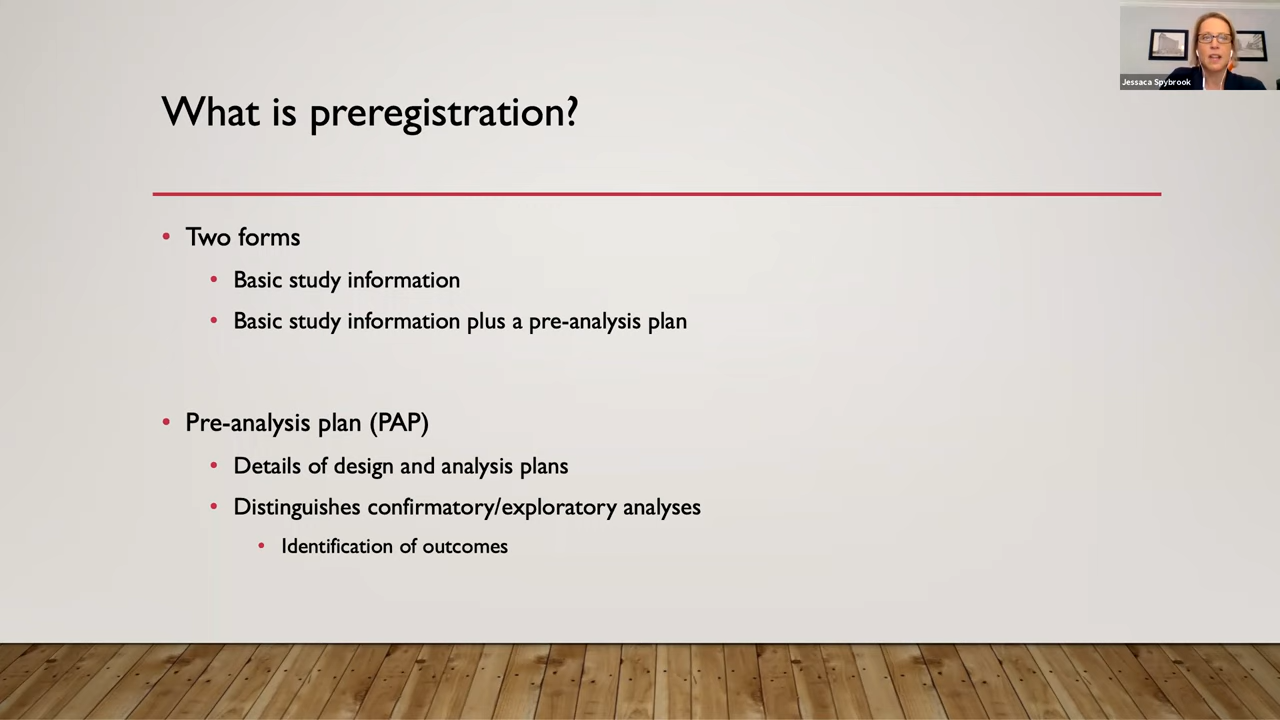 Jessaca Spybrook
What is preregistration?
• Two forms
• Basic study information
• Basic study information plus a pre-analysis plan
• Pre-analysis plan (PAP)
• Details of design and analysis plans
• Distinguishes confirmatory/exploratory analyses
• Identification of outcomes